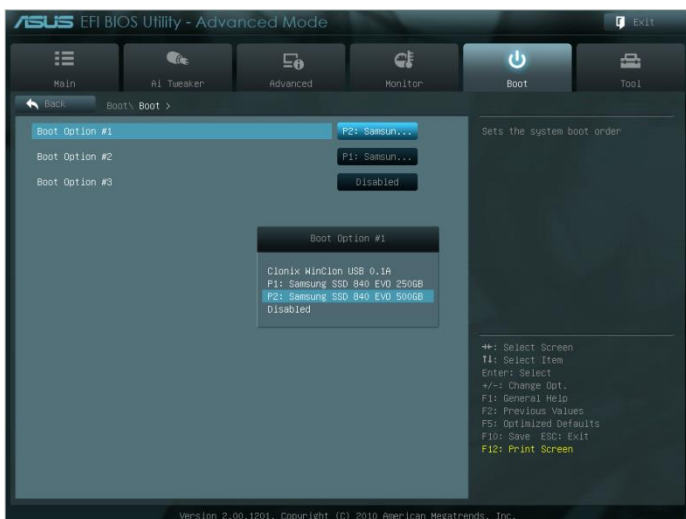 ASUS EFI BIOS Utility - Advanced Mode
Exit
Main
Ai Tweaker
Advanced
Monitor
Boot
Tool
Back
Boot\ Boot >
Boot Option #1
P2: Samsun...
Sets the system boot order
Boot Option #2
P1: Samsun...
Boot Option #3
Disabled
Boot Option #1
Clonix WinClon USB 0.1A
P1: Samsung SSD 840 EVO 250GB
P2: Samsung SSD 840 EVO 500GB
Disabled
→←: Select Screen
↑↓: Select Item
Enter: Select
+/-: Change Opt.
F1: General Help
F2: Previous Values
F5: Optimized Defaults
F10: Save ESC: Exit
F12: Print Screen
Version 2.00.1201. Copyright (C) 2010 American Megatrends, Inc.